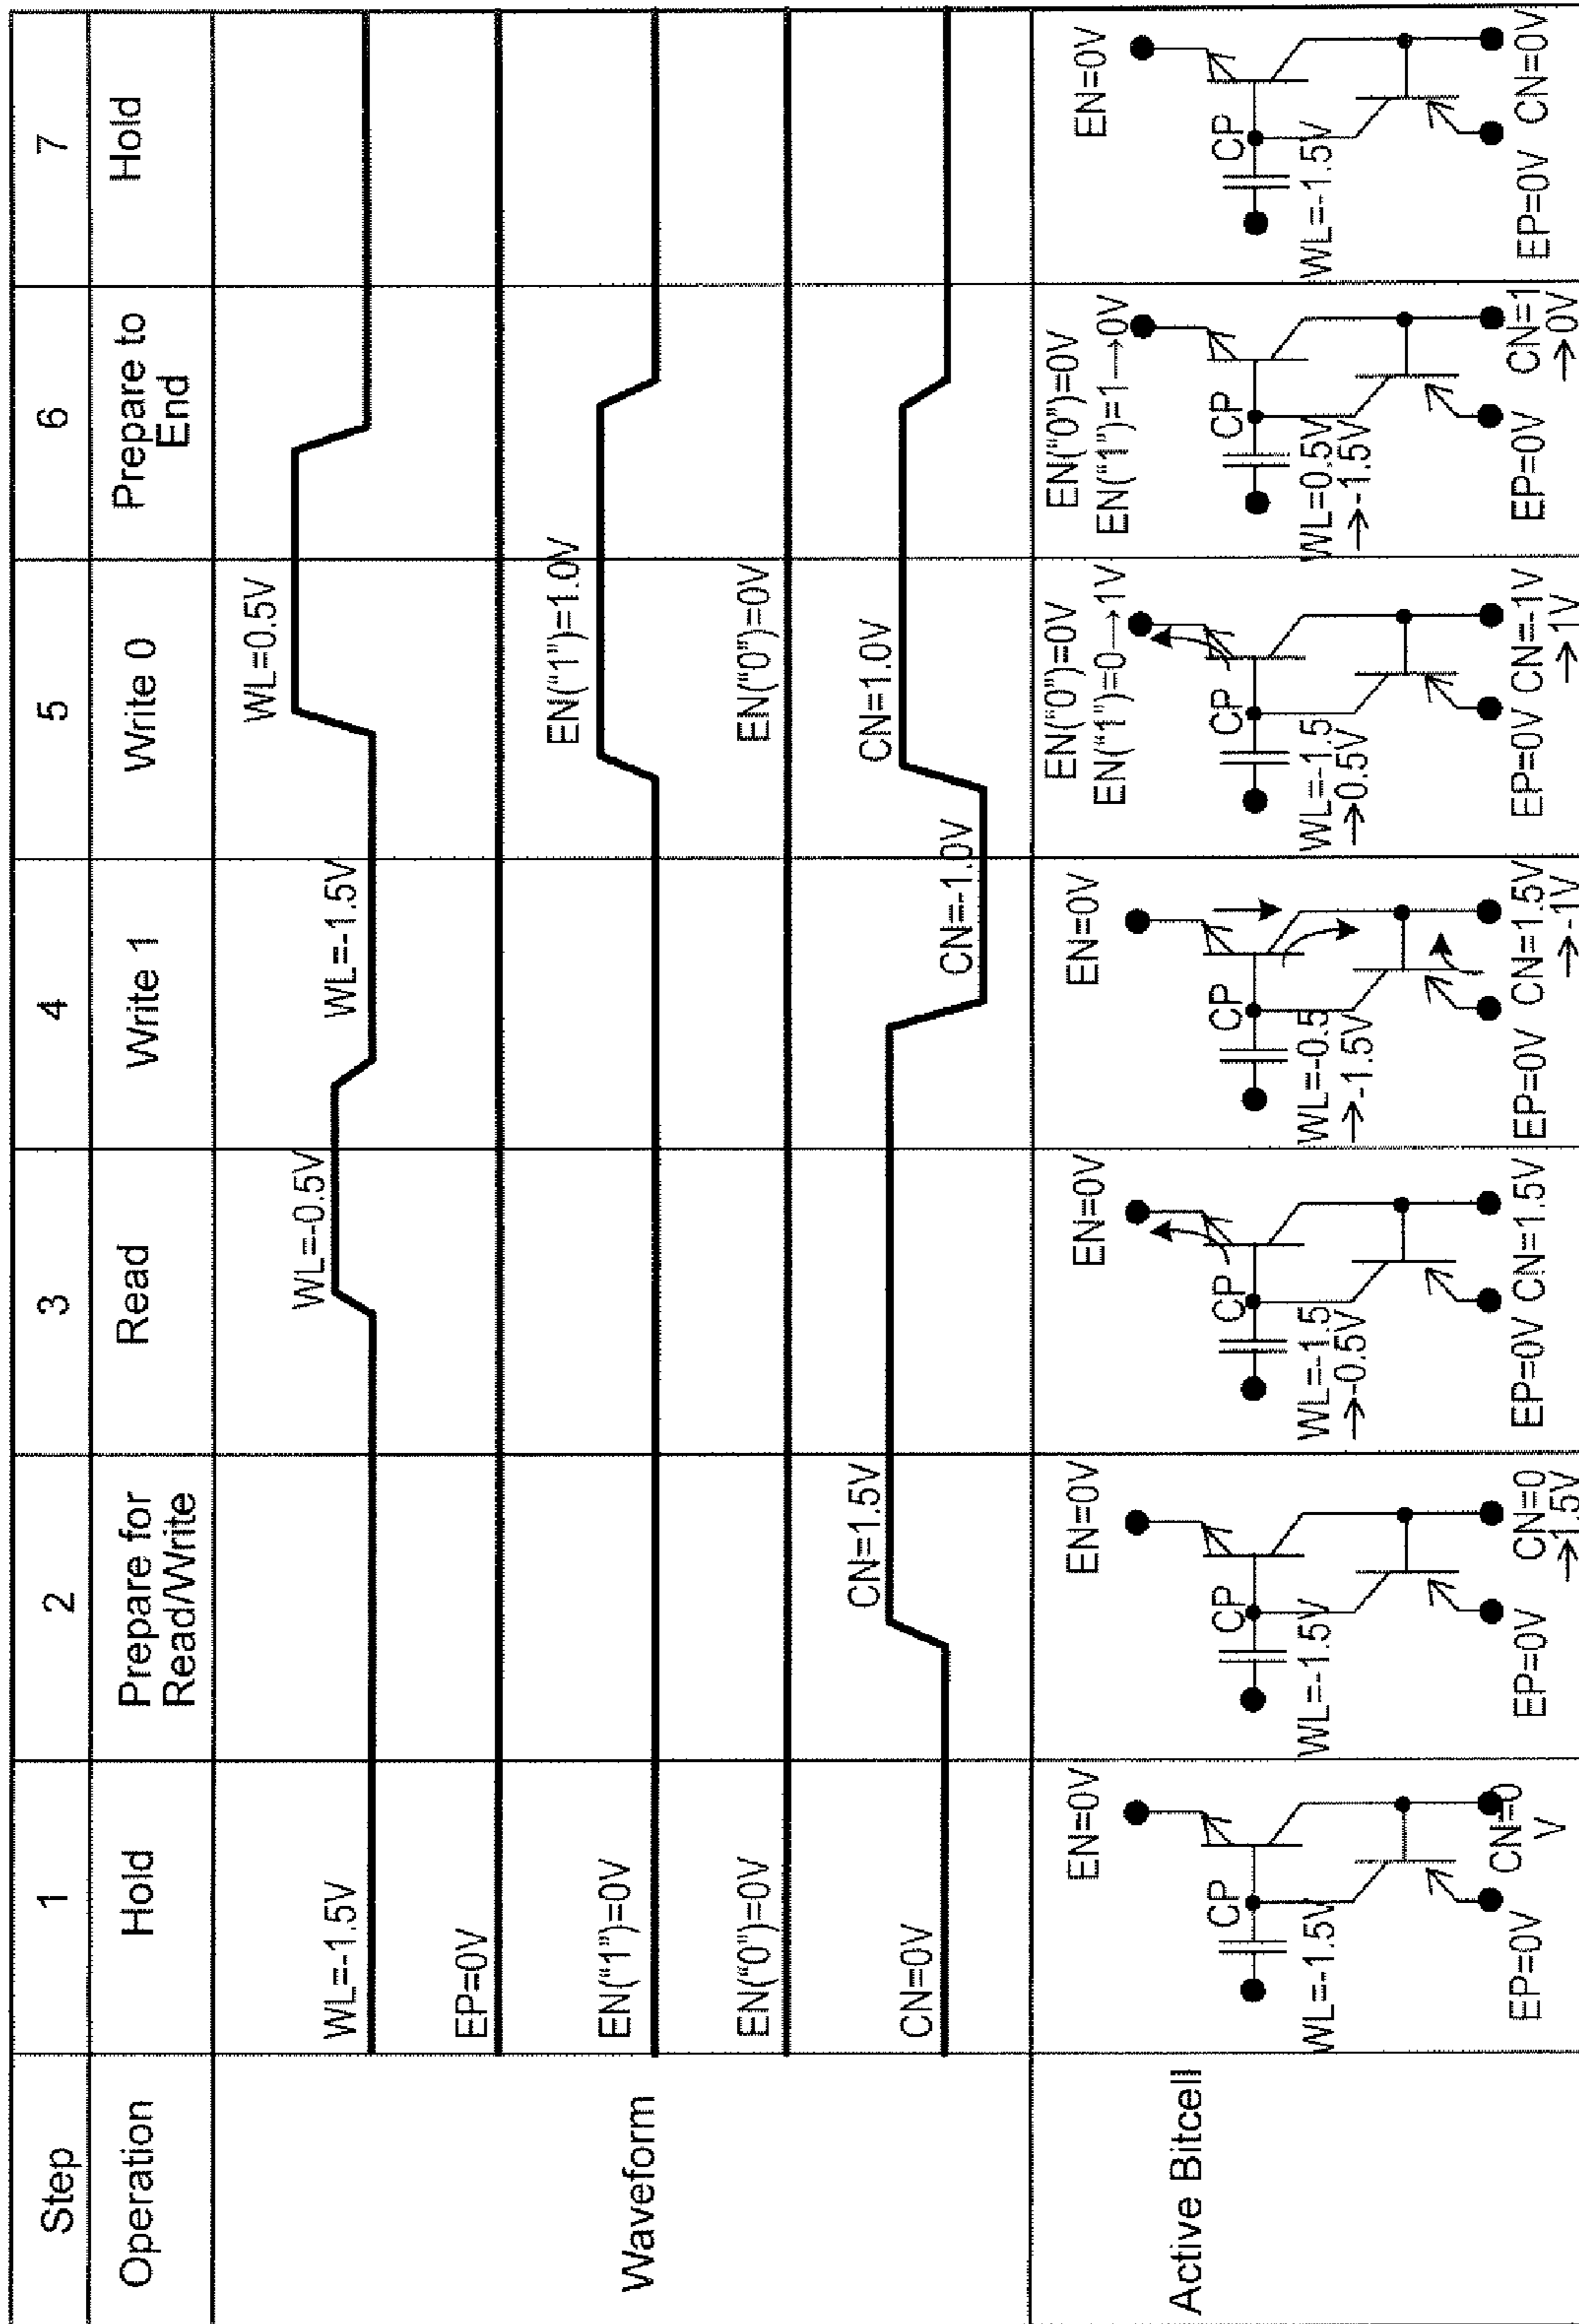 Step
1
2
3
4
5
6
7
Operation
Hold
Prepare for
Read/Write
Read
Write 1
Write 0
Prepare to
End
Hold
Waveform
WL=-1.5V
WL=-0.5V
WL=-1.5V
WL=0.5V
EP=0V
EN("1")=0V
EN("1")=1.0V
EN("0")=0V
EN("0")=0V
CN=0V
CN=1.5V
CN=-1.0V
CN=1.0V
Active Bitcell
EN=0V
CP
WL=-1.5V
EP=0V
CN=0
V
EN=0V
CP
WL=-1.5V
EP=0V
CN=0
→1.5V
EN=0V
CP
WL=-1.5
→-0.5V
EP=0V CN=1.5V
EN=0V
CP
WL=-0.5
→-1.5V
EP=0V CN=1.5V
→-1V
EN("0")=0V
EN("1")=0→1V
CP
WL=-1.5
→0.5V
EP=0V CN=-1V
→1V
EN("0")=0V
EN("1")=1→0V
CP
WL=0.5V
→-1.5V
EP=0V
CN=1
→0V
EN=0V
CP
WL=-1.5V
EP=0V CN=0V